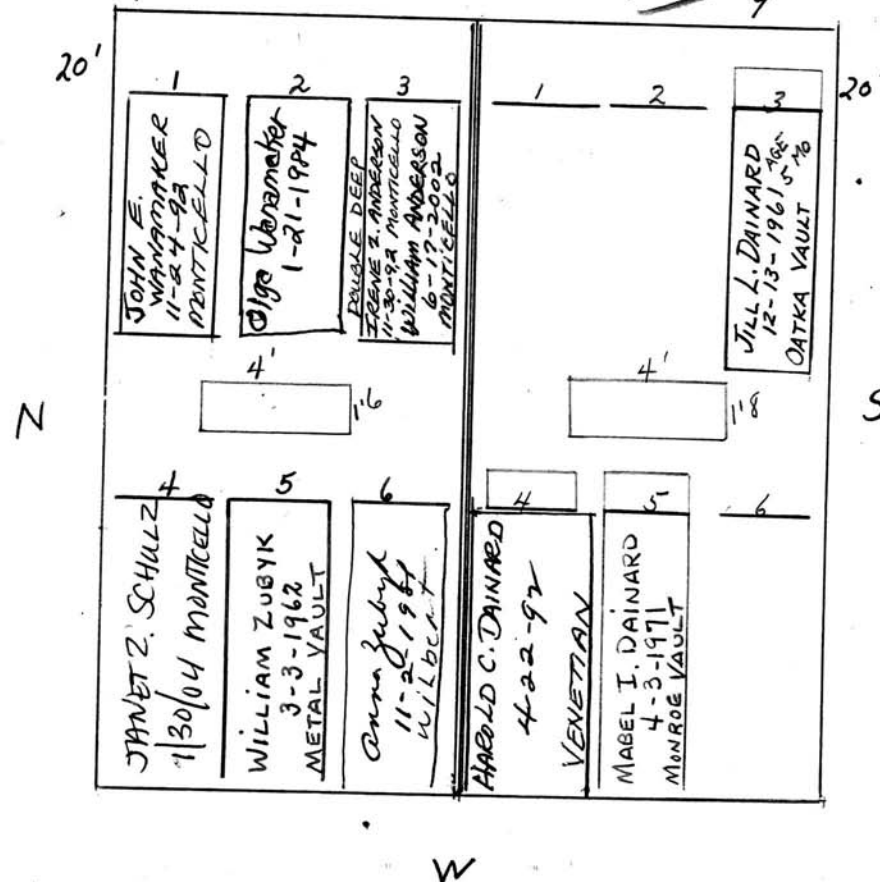 20'
20'
1
JOHN E.
WANAMAKER
11-24-92
MONTICELLO
2
Olga Wanamaker
1-21-1984
3
DOUBLE DEEP
IRENE Z. ANDERSON
11-30-92 MONTICELLO
WILLIAM ANDERSON
6-17-2002
MONTICELLO
1
2
3
JILL L. DAINARD
12-13-1961 AGE 5 MO
OATKA VAULT
4'
1'6
4'
1'8
N
S
4
JANET Z. SCHULZ
1/30/04 MONTICELLO
5
WILLIAM ZUBYK
3-3-1962
METAL VAULT
6
Anna Zubyk
Wilbert
4
HAROLD C. DAINARD
4-22-92
VENETIAN
5
MABEL I. DAINARD
4-3-1971
MONROE VAULT
6
W